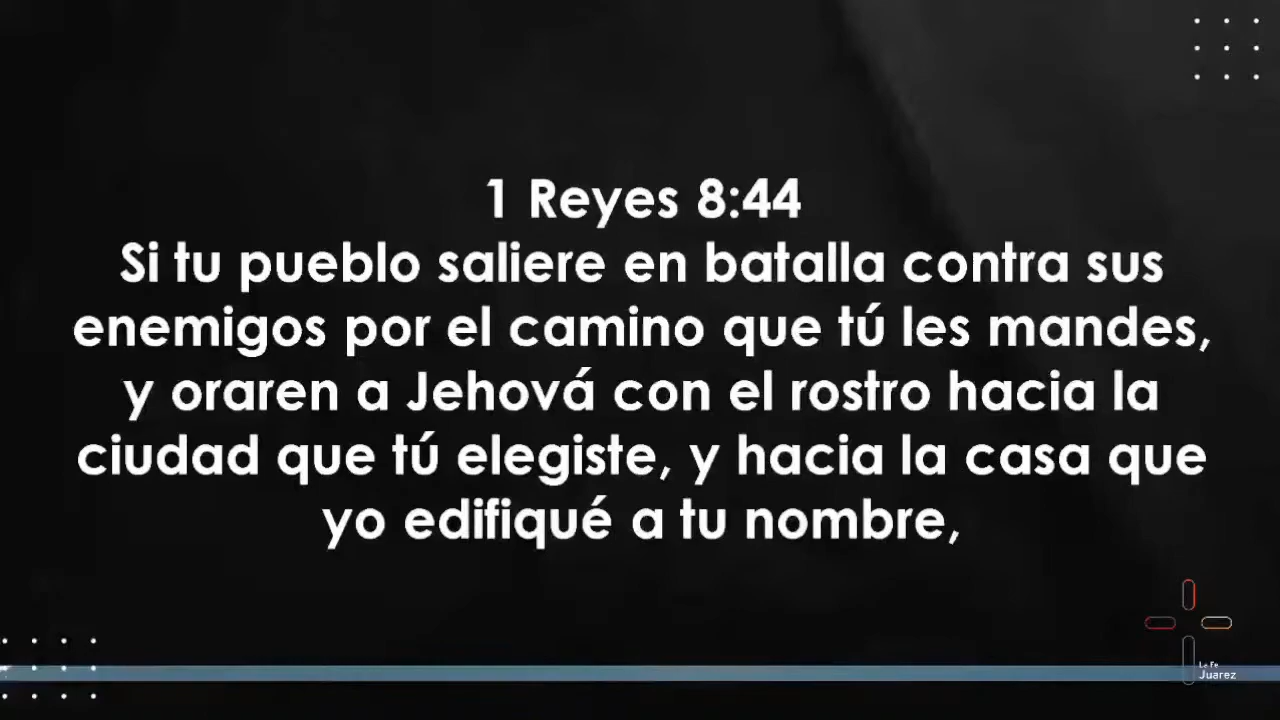 1 Reyes 8:44
Si tu pueblo saliere en batalla contra sus
enemigos por el camino que tú les mandes,
y oraren a Jehová con el rostro hacia la
ciudad que tú elegiste, y hacia la casa que
yo edifiqué a tu nombre,
La Fe
Juarez